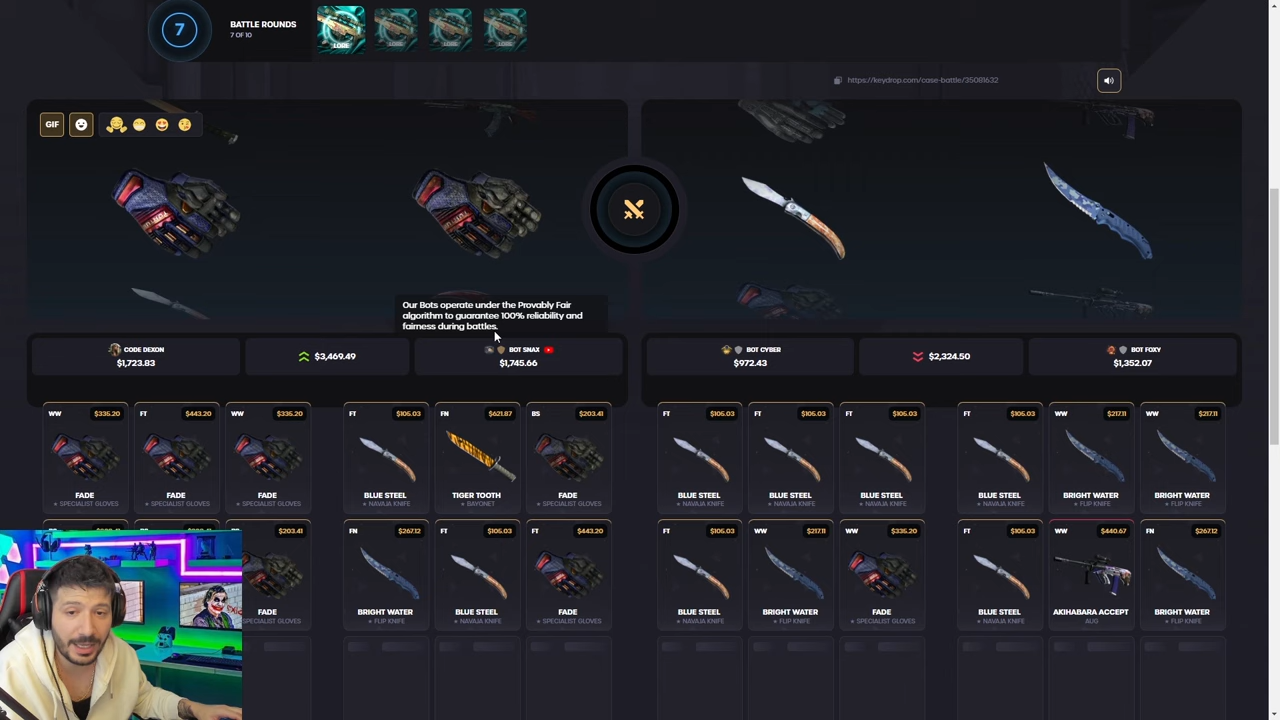 7
BATTLE ROUNDS
7 OF 10
LORE
LORE
LORE
LORE
https://keydrop.com/case-battle/35081632
GIF
Our Bots operate under the Provably Fair
algorithm to guarantee 100% reliability and
fairness during battles.
CODE DEXON
$1,723.83
$3,469.49
BOT SNAX
$1,745.66
BOT CYBER
$972.43
$2,324.50
BOT FOXY
$1,352.07
WW $335.20
FT $443.20
WW $335.20
FT $105.03
FN $621.87
BS $203.41
FT $105.03
FT $105.03
FT $105.03
FT $105.03
WW $217.11
WW $217.11
FADE
FADE
FADE
BLUE STEEL
TIGER TOOTH
FADE
BLUE STEEL
BLUE STEEL
BLUE STEEL
BLUE STEEL
BRIGHT WATER
BRIGHT WATER
★ SPECIALIST GLOVES
★ SPECIALIST GLOVES
★ SPECIALIST GLOVES
★ NAVAJA KNIFE
★ BAYONET
★ SPECIALIST GLOVES
★ NAVAJA KNIFE
★ NAVAJA KNIFE
★ NAVAJA KNIFE
★ NAVAJA KNIFE
★ FLIP KNIFE
★ FLIP KNIFE
$203.41
FN $267.12
FT $105.03
FT $443.20
FT $105.03
WW $217.11
WW $335.20
FT $105.03
WW $440.67
FN $267.12
FADE
BRIGHT WATER
BLUE STEEL
FADE
BLUE STEEL
BRIGHT WATER
FADE
BLUE STEEL
AKIHABARA ACCEPT
BRIGHT WATER
★ SPECIALIST GLOVES
★ FLIP KNIFE
★ NAVAJA KNIFE
★ SPECIALIST GLOVES
★ NAVAJA KNIFE
★ FLIP KNIFE
★ SPECIALIST GLOVES
★ NAVAJA KNIFE
AUG
★ FLIP KNIFE